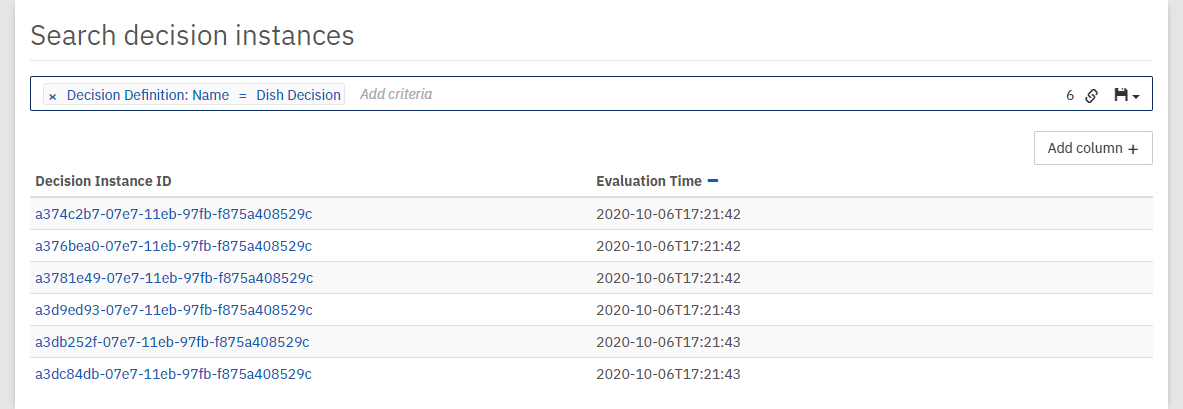 Search decision instances
× Decision Definition: Name = Dish Decision Add criteria 6
Add column +
Decision Instance ID Evaluation Time
a374c2b7-07e7-11eb-97fb-f875a408529c 2020-10-06T17:21:42
a376bea0-07e7-11eb-97fb-f875a408529c 2020-10-06T17:21:42
a3781e49-07e7-11eb-97fb-f875a408529c 2020-10-06T17:21:42
a3d9ed93-07e7-11eb-97fb-f875a408529c 2020-10-06T17:21:43
a3db252f-07e7-11eb-97fb-f875a408529c 2020-10-06T17:21:43
a3dc84db-07e7-11eb-97fb-f875a408529c 2020-10-06T17:21:43